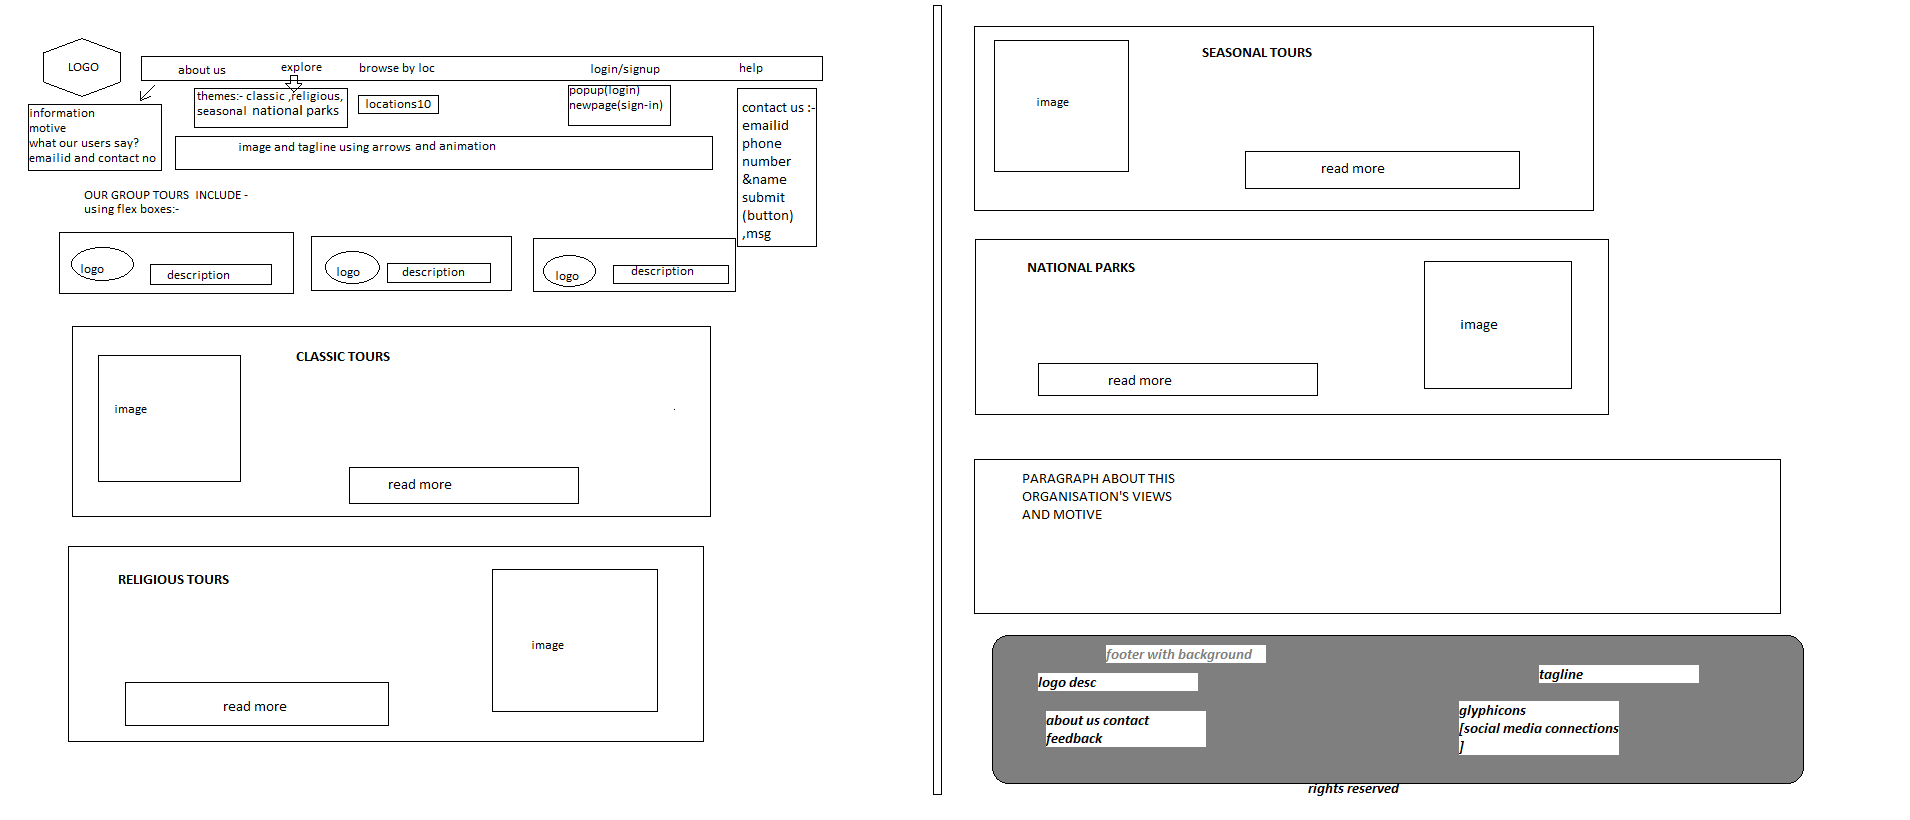 LOGO
about us
explore
browse by loc
login/signup
help
information
motive
what our users say?
emailid and contact no
themes:- classic ,religious,
seasonal national parks
locations10
popup(login)
newpage(sign-in)
contact us :-
emailid
phone
number
&name
submit
(button)
,msg
image and tagline using arrows and animation
OUR GROUP TOURS INCLUDE -
using flex boxes:-
logo
description
logo
description
logo
description
CLASSIC TOURS
image
read more
RELIGIOUS TOURS
image
read more
SEASONAL TOURS
image
read more
NATIONAL PARKS
image
read more
PARAGRAPH ABOUT THIS
ORGANISATION'S VIEWS
AND MOTIVE
footer with background
logo desc
tagline
about us contact
feedback
glyphicons
[social media connections
]
rights reserved